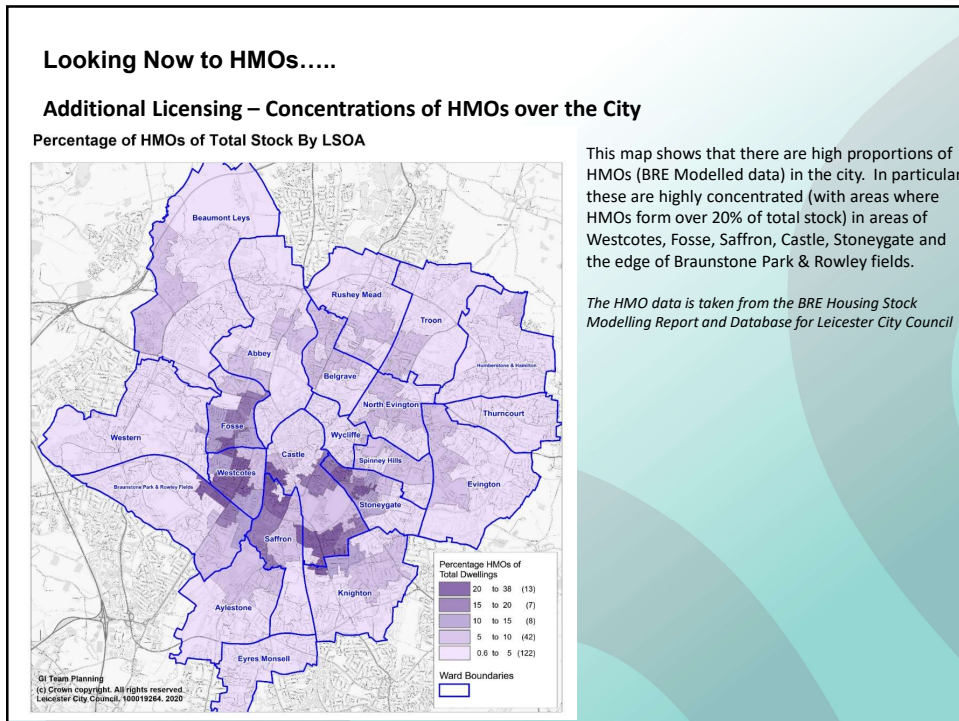 Looking Now to HMOs.....
Additional Licensing – Concentrations of HMOs over the City
Percentage of HMOs of Total Stock By LSOA
This map shows that there are high proportions of
HMOs (BRE Modelled data) in the city. In particular
these are highly concentrated (with areas where
HMOs form over 20% of total stock) in areas of
Westcotes, Fosse, Saffron, Castle, Stoneygate and
the edge of Braunstone Park & Rowley fields.
The HMO data is taken from the BRE Housing Stock
Modelling Report and Database for Leicester City Council
Beaumont Leys
Rushey Mead
Troon
Abbey
Humberstone & Hamilton
Belgrave
North Evington
Thurncourt
Fosse
Wycliffe
Western
Castle
Spinney Hills
Westcotes
Evington
Braunstone Park & Rowley Fields
Stoneygate
Saffron
Knighton
Aylestone
Eyres Monsell
Percentage HMOs of
Total Dwellings
20 to 38 (13)
15 to 20 (7)
10 to 15 (8)
5 to 10 (42)
0.6 to 5 (122)
Ward Boundaries
GI Team Planning
(c) Crown copyright. All rights reserved
Leicester City Council. 100019264. 2020